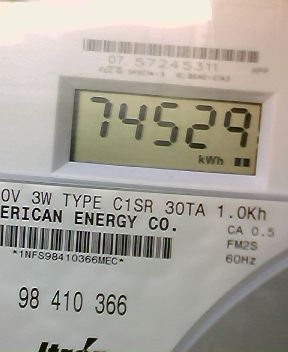 07 57245311
74529
kWh
0V 3W TYPE C1SR 30TA 1.0Kh
ERICAN ENERGY CO.
CA 0.5
FM2S
*1NFS98410366MEC*
60Hz
98 410 366
Itron